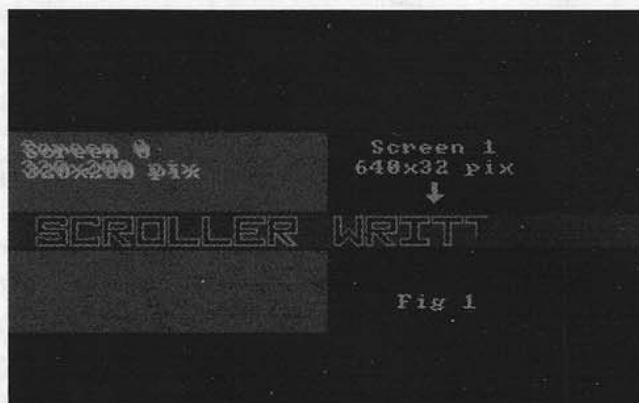 Screen 0
320x200 pix
Screen 1
640x32 pix
SCROLLER WRITT
Fig 1